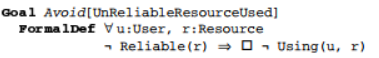 Goal Avoid[UnReliableResourceUsed]
FormalDef ∀ u:User, r:Resource
¬ Reliable(r) ⇒ □ ¬ Using(u, r)